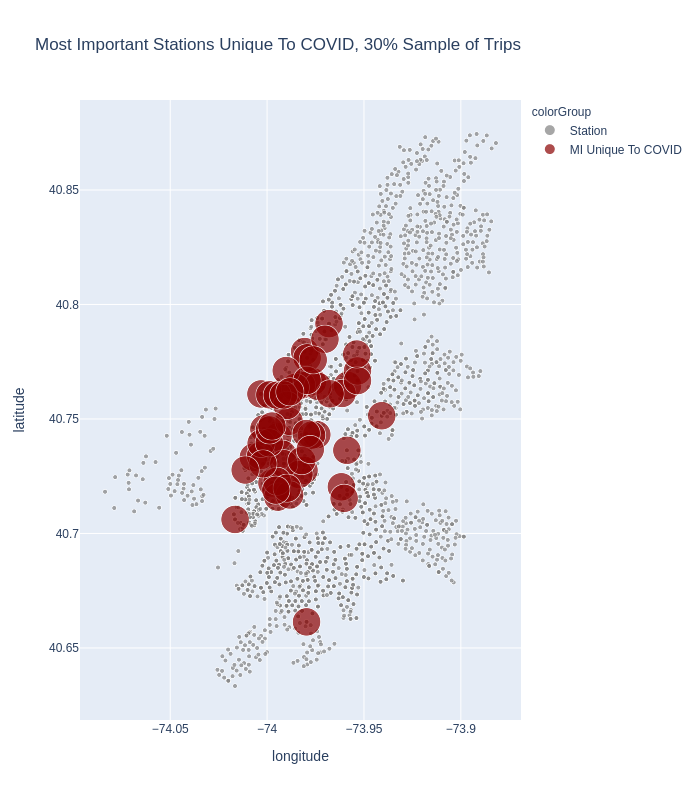 Most Important Stations Unique To COVID, 30% Sample of Trips
colorGroup
Station
MI Unique To COVID
40.85
40.8
40.75
40.7
40.65
latitude
−74.05
−74
−73.95
−73.9
longitude